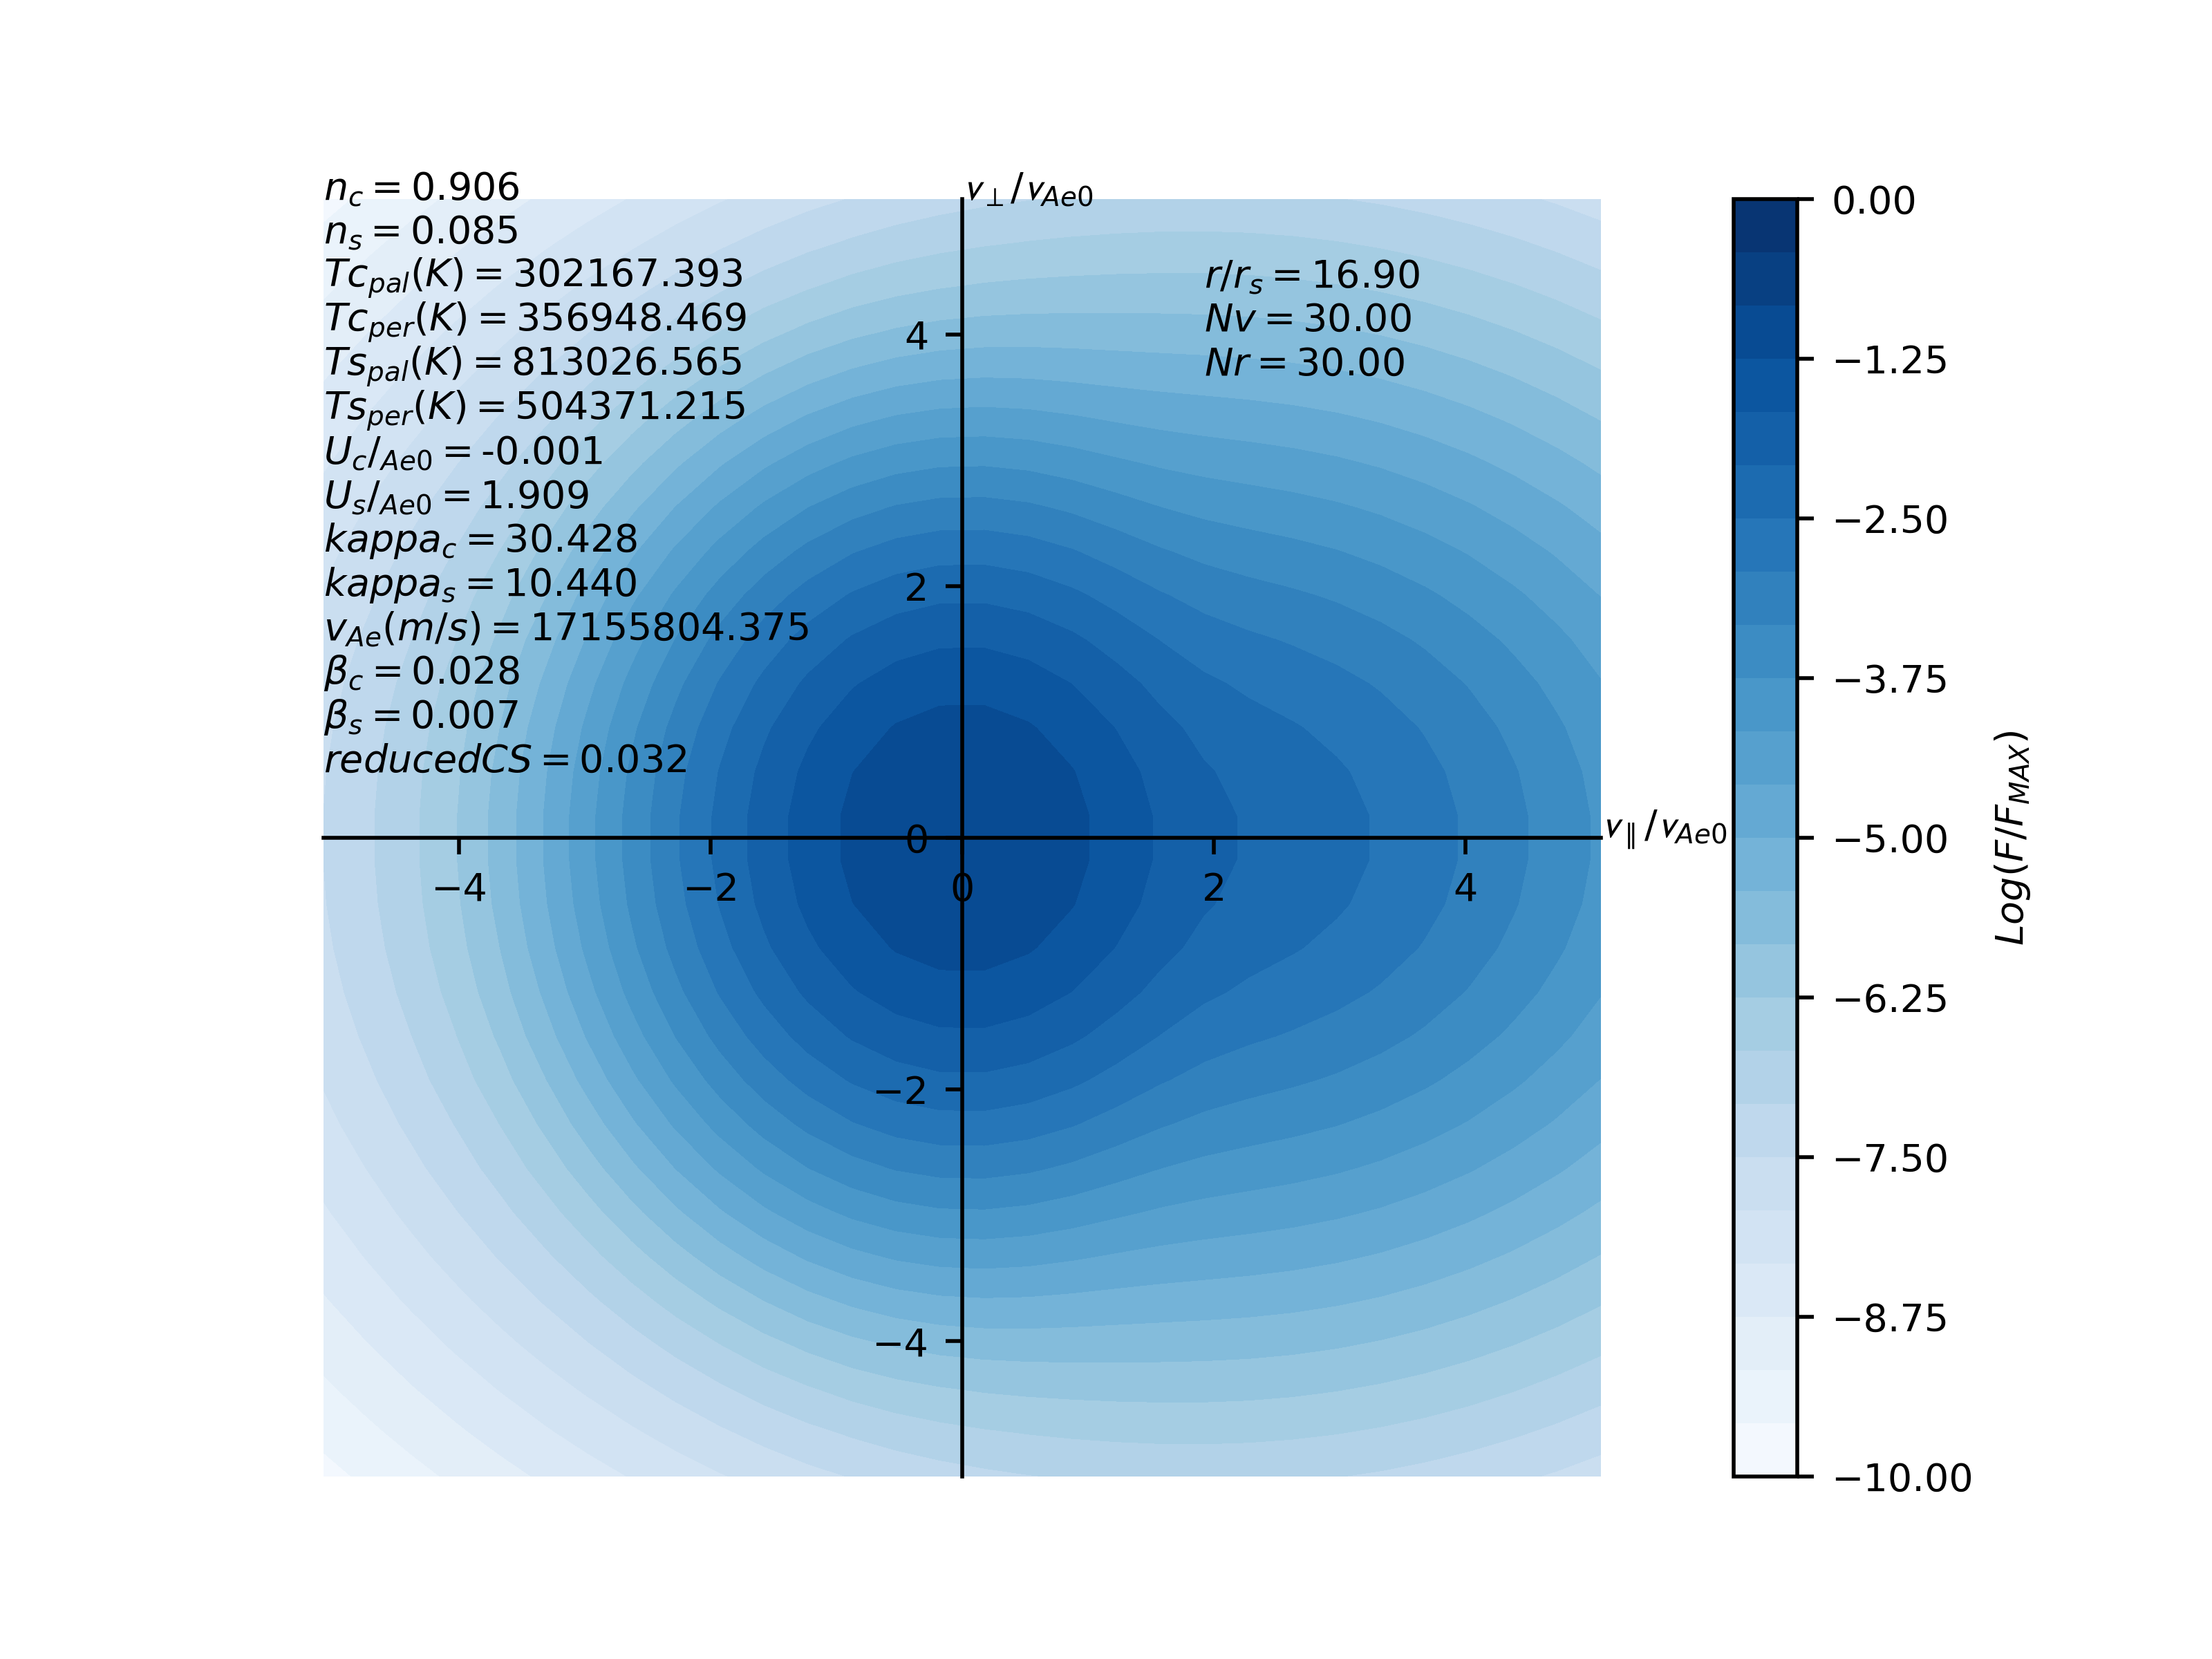 n_c = 0.906
n_s = 0.085
Tc_pal(K) = 302167.393
Tc_per(K) = 356948.469
Ts_pal(K) = 813026.565
Ts_per(K) = 504371.215
U_c/_Ae0 = -0.001
U_s/_Ae0 = 1.909
kappa_c = 30.428
kappa_s = 10.440
v_Ae(m/s) = 17155804.375
β_c = 0.028
β_s = 0.007
reducedCS = 0.032
v_⊥/v_Ae0
r/r_s = 16.90
Nv = 30.00
Nr = 30.00
4
2
0
−2
−4
−4
−2
0
2
4
v_∥/v_Ae0
0.00
−1.25
−2.50
−3.75
−5.00
−6.25
−7.50
−8.75
−10.00
Log(F/F_MAX)